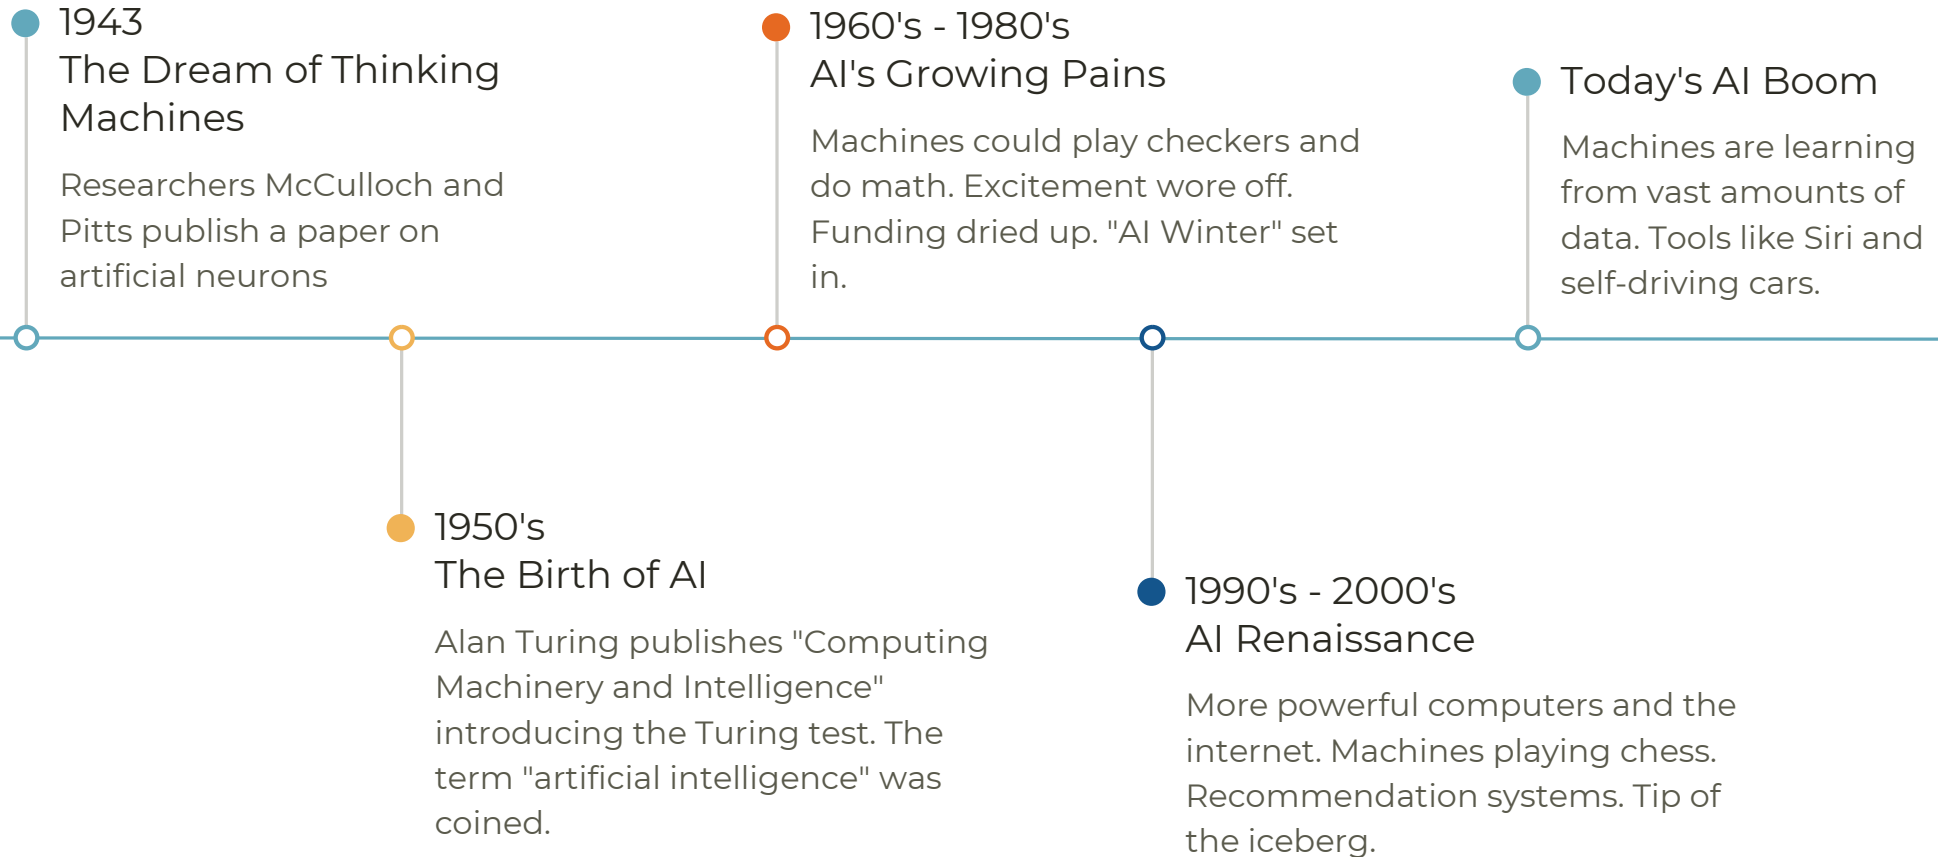 1943
The Dream of Thinking
Machines
Researchers McCulloch and
Pitts publish a paper on
artificial neurons
1950's
The Birth of AI
Alan Turing publishes "Computing
Machinery and Intelligence"
introducing the Turing test. The
term "artificial intelligence" was
coined.
1960's - 1980's
AI's Growing Pains
Machines could play checkers and
do math. Excitement wore off.
Funding dried up. "AI Winter" set
in.
1990's - 2000's
AI Renaissance
More powerful computers and the
internet. Machines playing chess.
Recommendation systems. Tip of
the iceberg.
Today's AI Boom
Machines are learning
from vast amounts of
data. Tools like Siri and
self-driving cars.